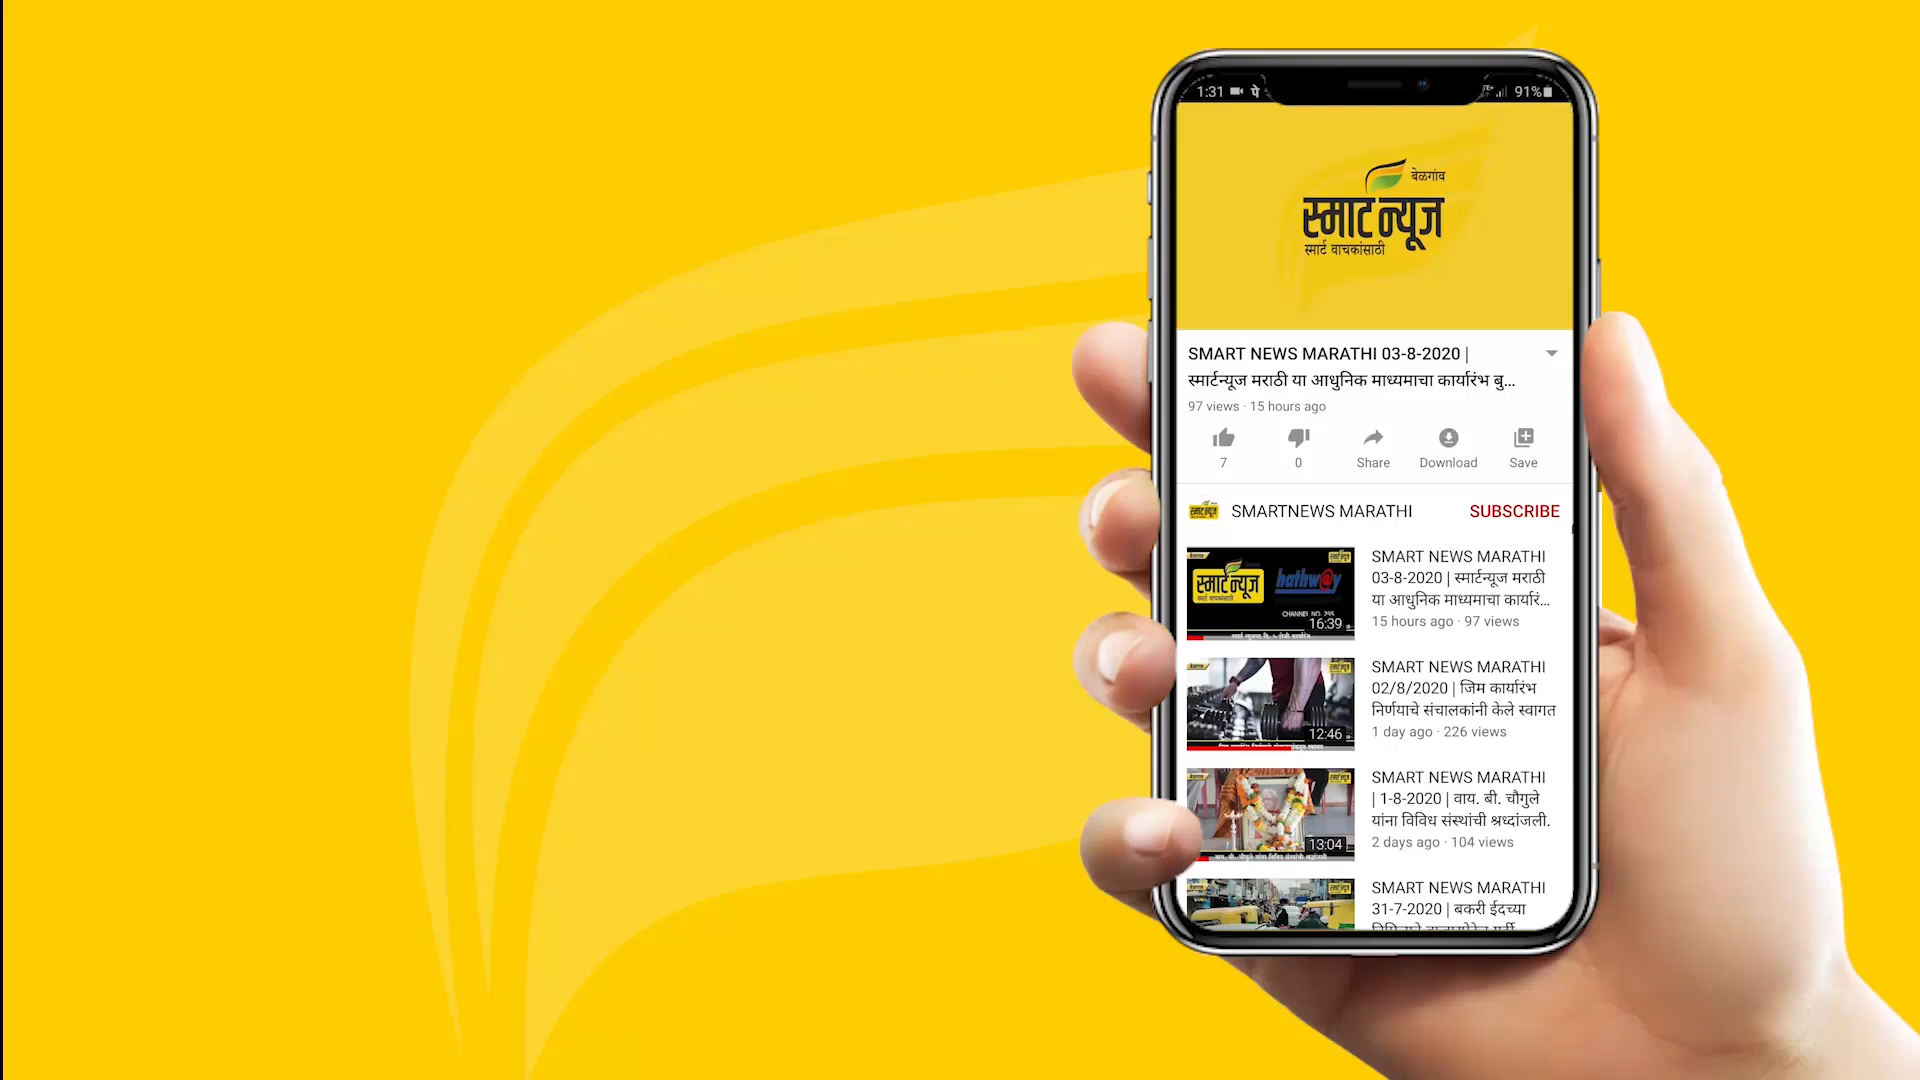 1:31 पे 91%
बेळगांव
स्मार्ट न्यूज
स्मार्ट वाचकांसाठी
SMART NEWS MARATHI 03-8-2020 |
स्मार्टन्यूज मराठी या आधुनिक माध्यमाचा कार्यारंभ बु...
97 views · 15 hours ago
7 0 Share Download Save
SMARTNEWS MARATHI SUBSCRIBE
स्मार्ट न्यूज hathw@y
CHANNEL NO. 295
16:39
SMART NEWS MARATHI
03-8-2020 | स्मार्टन्यूज मराठी
या आधुनिक माध्यमाचा कार्यारं...
15 hours ago · 97 views
12:46
SMART NEWS MARATHI
02/8/2020 | जिम कार्यारंभ
निर्णयाचे संचालकांनी केले स्वागत
1 day ago · 226 views
13:04
SMART NEWS MARATHI
| 1-8-2020 | वाय. बी. चौगुले
यांना विविध संस्थांची श्रध्दांजली.
2 days ago · 104 views
SMART NEWS MARATHI
31-7-2020 | बकरी ईदच्या